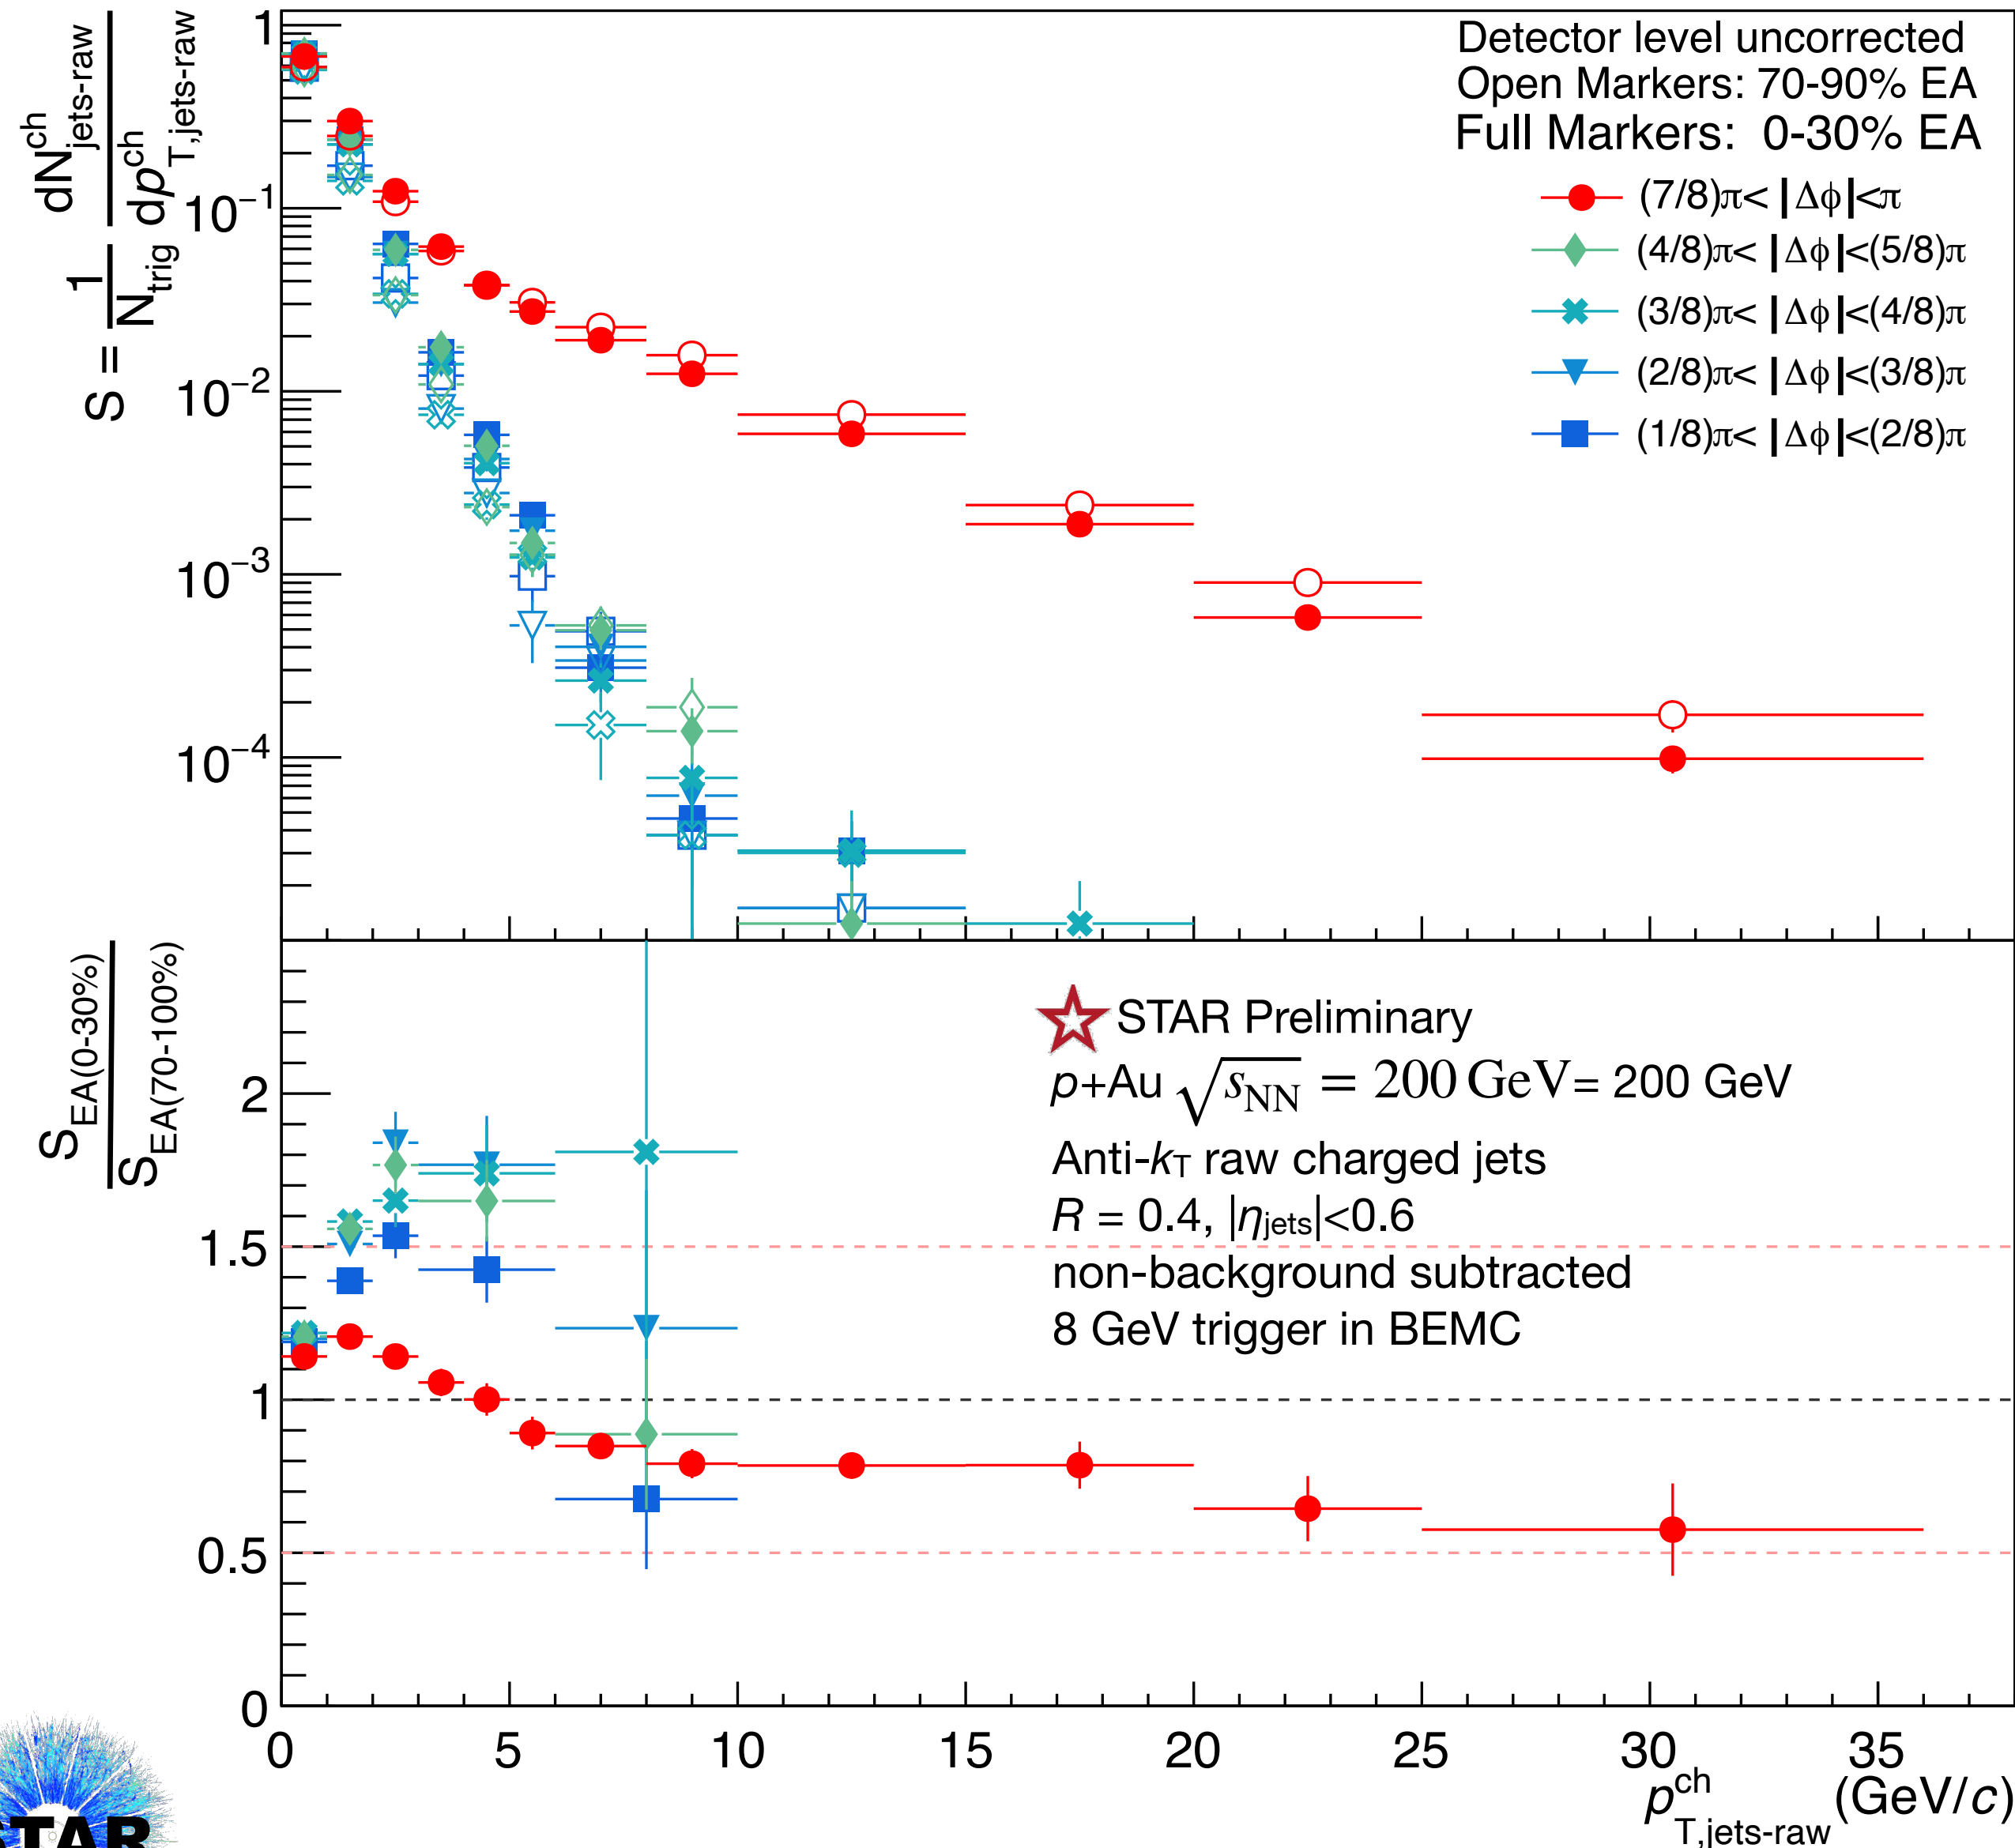 S = 1/N_trig dN^ch_jets-raw/dp^ch_T,jets-raw
1
10^−1
10^−2
10^−3
10^−4
Detector level uncorrected
Open Markers: 70-90% EA
Full Markers: 0-30% EA
(7/8)π< |Δϕ|<π
(4/8)π< |Δϕ|<(5/8)π
(3/8)π< |Δϕ|<(4/8)π
(2/8)π< |Δϕ|<(3/8)π
(1/8)π< |Δϕ|<(2/8)π
S_EA(0-30%)
S_EA(70-100%)
2
1.5
1
0.5
0
STAR Preliminary
p+Au √s_NN = 200 GeV= 200 GeV
Anti-k_T raw charged jets
R = 0.4, |η_jets|<0.6
non-background subtracted
8 GeV trigger in BEMC
0 5 10 15 20 25 30 35
p^ch_T,jets-raw (GeV/c)
STAR